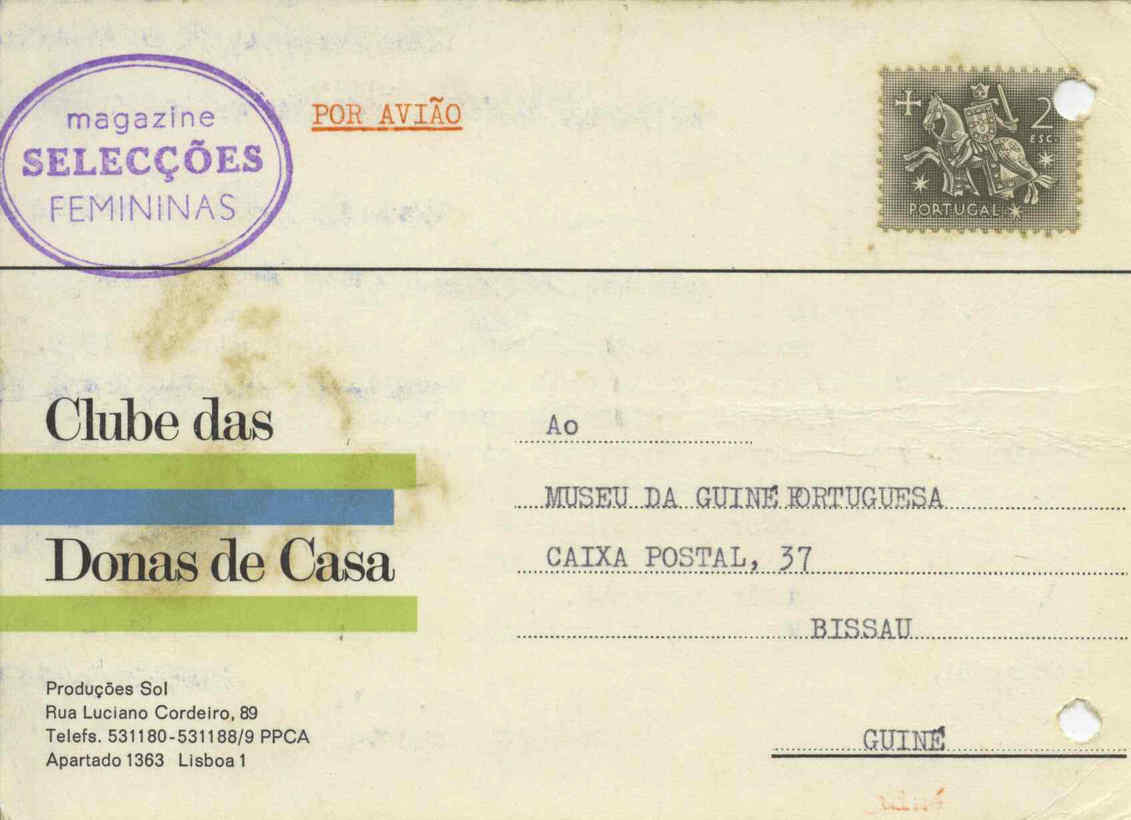 magazine
SELECÇÕES
FEMININAS
POR AVIÃO
2
ESC.
PORTUGAL
Clube das
Donas de Casa
Produções Sol
Rua Luciano Cordeiro, 89
Telefs. 531180-531188/9 PPCA
Apartado 1363 Lisboa 1
Ao
MUSEU DA GUINÉ PORTUGUESA
CAIXA POSTAL, 37
BISSAU
GUINÉ